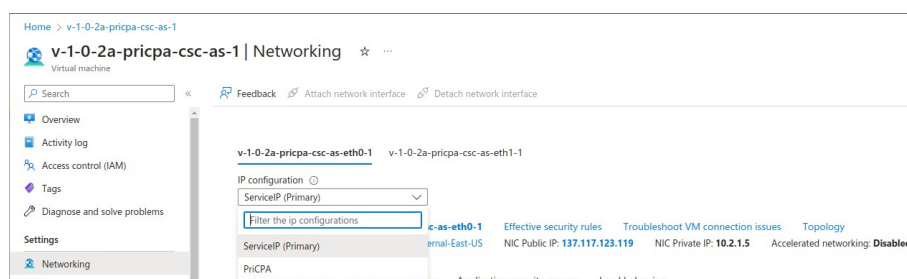 Home > v-1-0-2a-pricpa-csc-as-1
v-1-0-2a-pricpa-csc-as-1 | Networking ☆ ...
Virtual machine
Search «
Feedback Attach network interface Detach network interface
Overview
Activity log
Access control (IAM)
Tags
Diagnose and solve problems
Settings
Networking
v-1-0-2a-pricpa-csc-as-eth0-1 v-1-0-2a-pricpa-csc-as-eth1-1
IP configuration
ServiceIP (Primary)
Filter the ip configurations
ServiceIP (Primary)
PriCPA
c-as-eth0-1 Effective security rules Troubleshoot VM connection issues Topology
ernal-East-US NIC Public IP: 137.117.123.119 NIC Private IP: 10.2.1.5 Accelerated networking: Disable